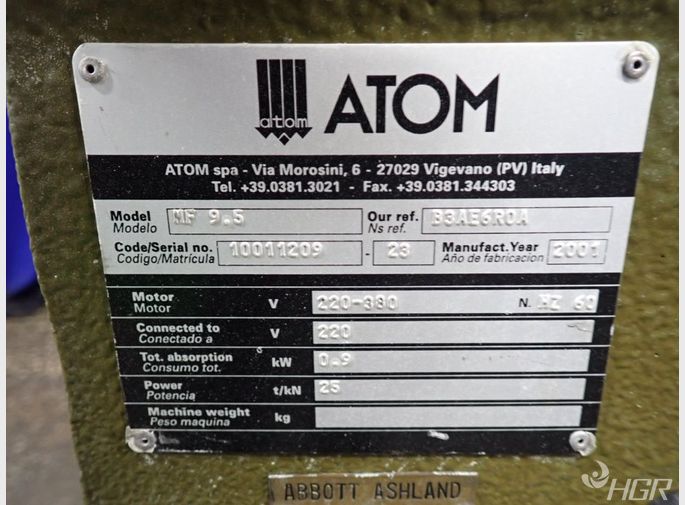 atom ATOM
ATOM spa - Via Morosini, 6 - 27029 Vigevano (PV) Italy
Tel. +39.0381.3021 - Fax. +39.0381.344303
Model MF 9.5 Our ref. B3AE6R0A
Modelo Ns ref.
Code/Serial no. 10011209 - 23 Manufact. Year 2001
Codigo/Matrícula Año de fabricacion
Motor V 220-380 N. HZ 60
Motor
Connected to V 220
Conectado a
Tot. absorption kW 0.9
Consumo tot.
Power t/kN 25
Potencia
Machine weight kg
Peso maquina
ABBOTT ASHLAND
HGR